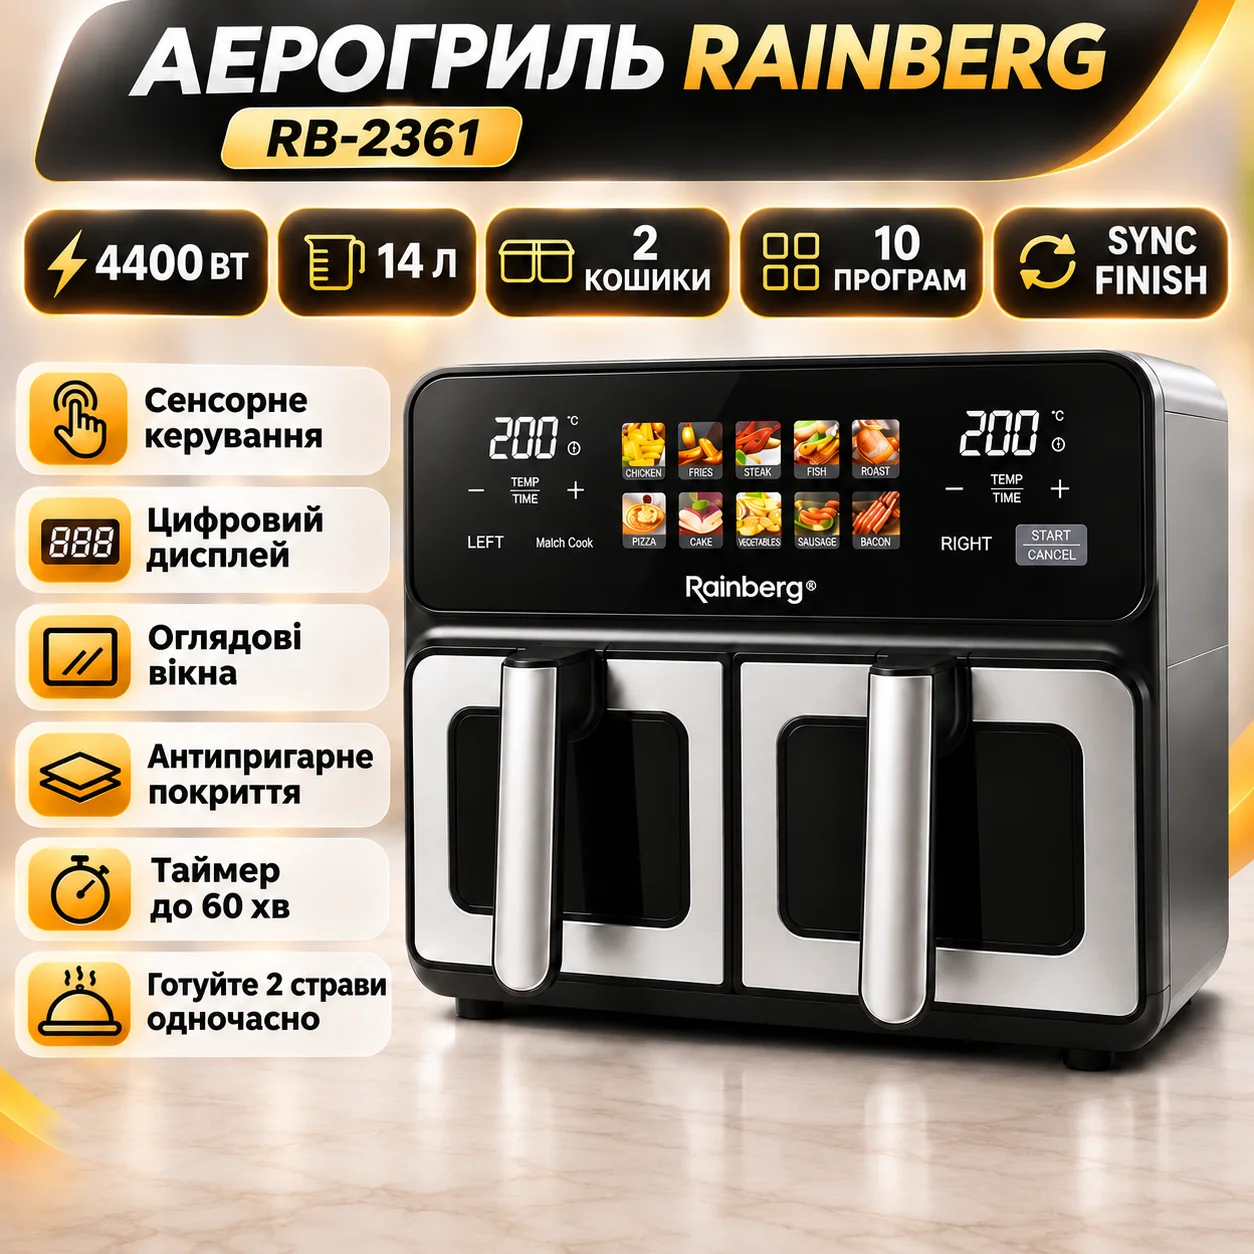 АЕРОГРИЛЬ RAINBERG
RB-2361
4400 ВТ
14 Л
2
КОШИКИ
10
ПРОГРАМ
SYNC
FINISH
Сенсорне
керування
Цифровий
дисплей
Оглядові
вікна
Антипригарне
покриття
Таймер
до 60 хв
Готуйте 2 страви
одночасно
888
200 °C
TEMP
TIME
LEFT
Match Cook
CHICKEN FRIES STEAK FISH ROAST
PIZZA CAKE VEGETABLES SAUSAGE BACON
200 °C
TEMP
TIME
RIGHT
START
CANCEL
Rainberg®